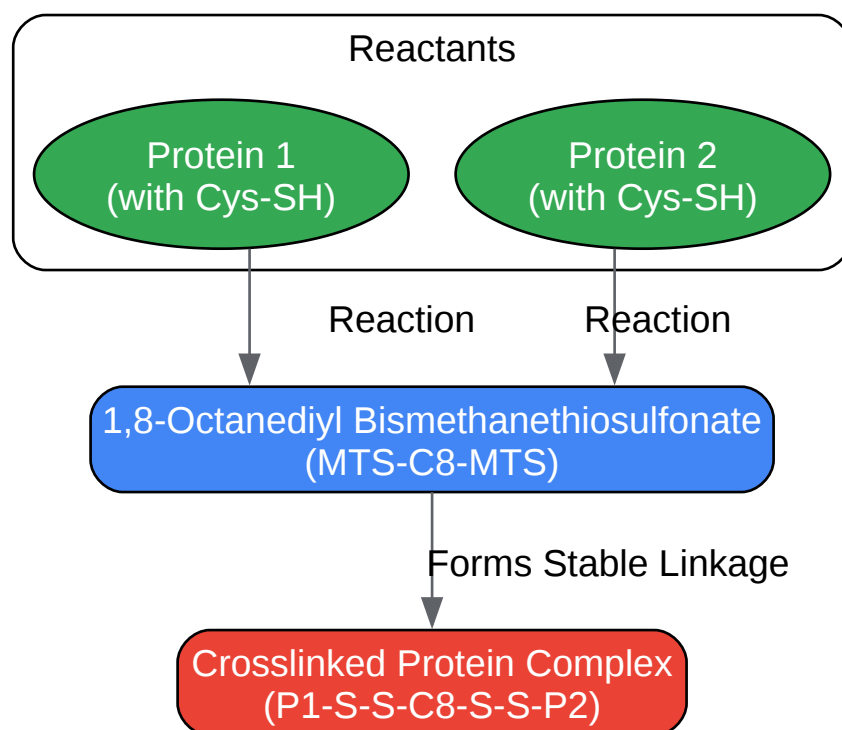 Reactants
Protein 1
(with Cys-SH)
Protein 2
(with Cys-SH)
Reaction
Reaction
1,8-Octanediyl Bismethanethiosulfonate
(MTS-C8-MTS)
Forms Stable Linkage
Crosslinked Protein Complex
(P1-S-S-C8-S-S-P2)